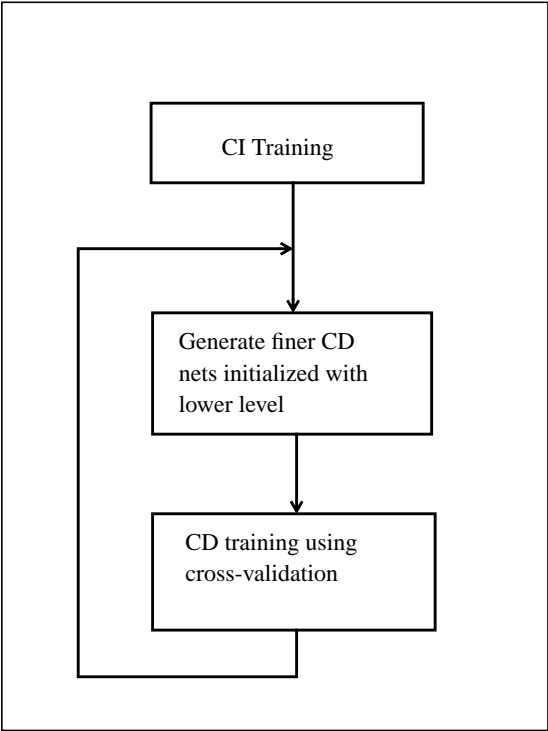 CI Training
Generate finer CD
nets initialized with
lower level
CD training using
cross-validation